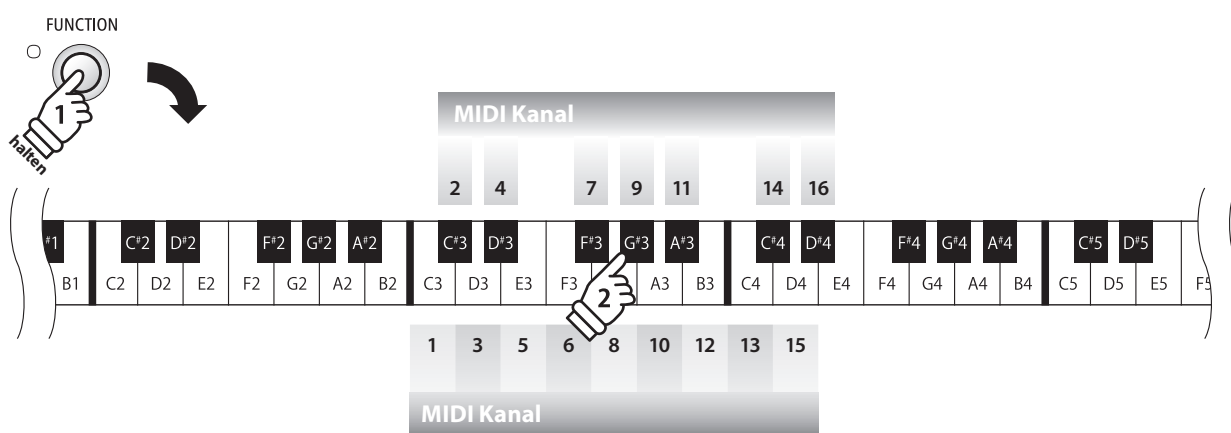 FUNCTION
1
halten
MIDI Kanal
2 4 7 9 11 14 16
#1 C#2 D#2 F#2 G#2 A#2 C#3 D#3 F#3 G#3 A#3 C#4 D#4 F#4 G#4 A#4 C#5 D#5
B1 C2 D2 E2 F2 G2 A2 B2 C3 D3 E3 F3 A3 B3 C4 D4 E4 F4 G4 A4 B4 C5 D5 E5 F5
2
1 3 5 6 8 10 12 13 15
MIDI Kanal